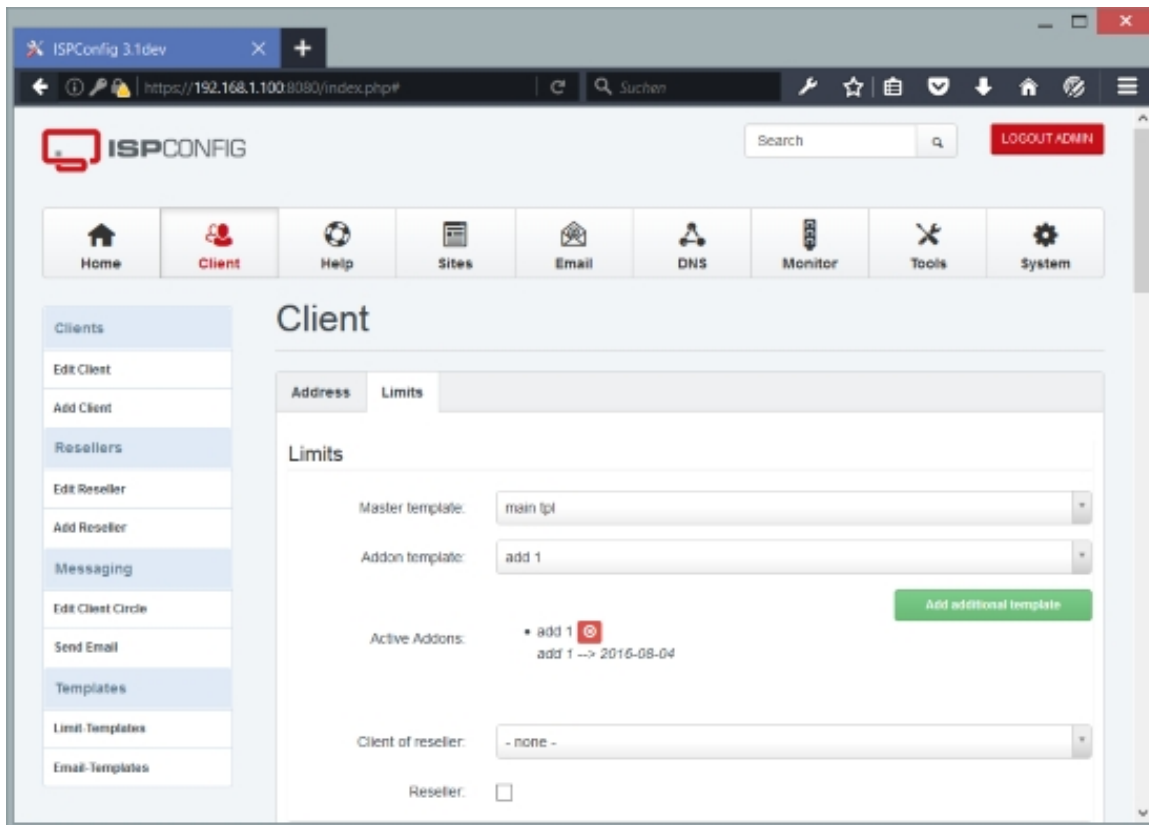 ISPConfig 3.1dev
https://192.168.1.100:8080/index.php#
Suchen
ISPCONFIG
Search
LOGOUT ADMIN
Home
Client
Help
Sites
Email
DNS
Monitor
Tools
System
Clients
Edit Client
Add Client
Resellers
Edit Reseller
Add Reseller
Messaging
Edit Client Circle
Send Email
Templates
Limit-Templates
Email-Templates
Client
Address
Limits
Limits
Master template:
main tpl
Addon template:
add 1
Add additional template
Active Addons:
• add 1
add 1 --> 2016-08-04
Client of reseller:
- none -
Reseller: